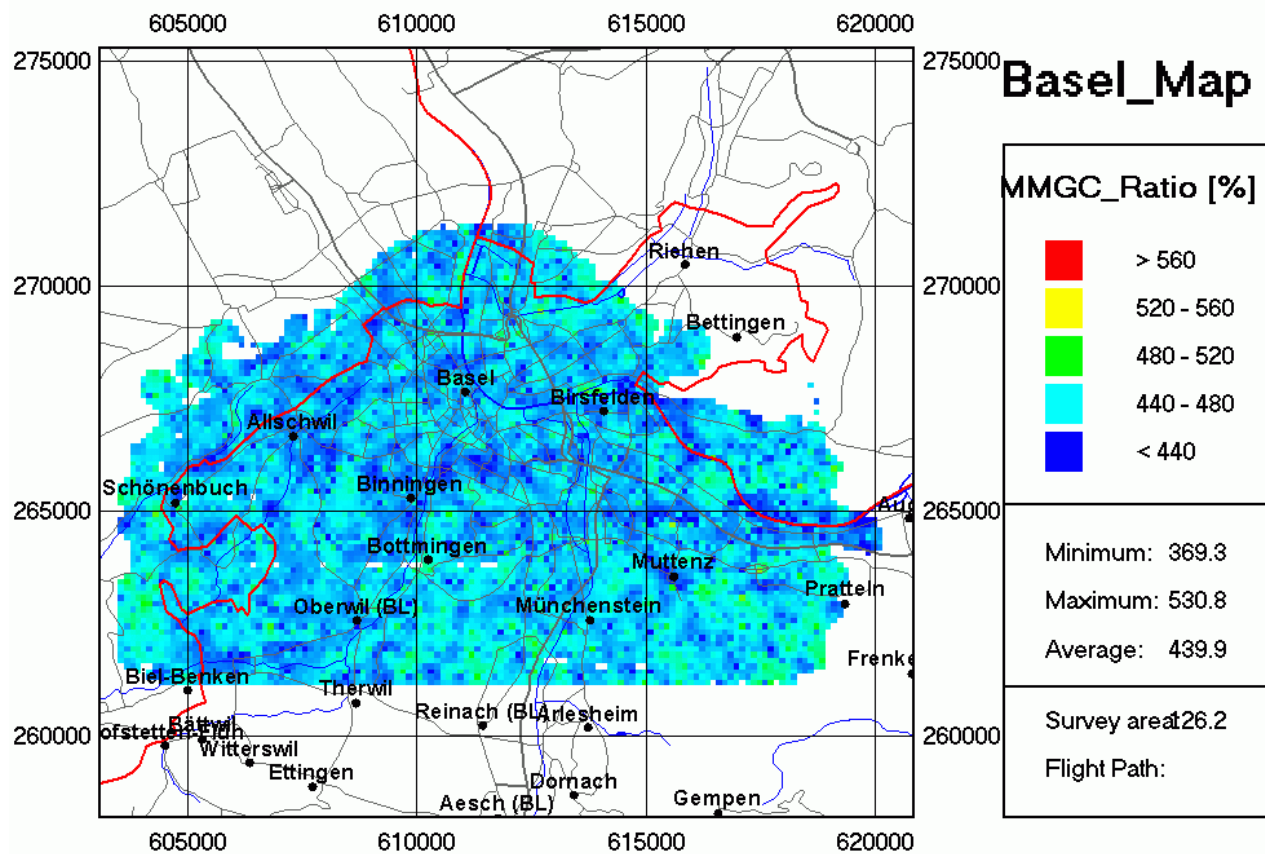 605000 610000 615000 620000
275000 275000
Basel_Map
MMGC_Ratio [%]
> 560
520 - 560
480 - 520
440 - 480
< 440
Riehen
270000 270000
Bettingen
Basel
Birsfelden
Allschwil
Schönenbuch
Binningen
265000 265000
Bottmingen
Muttenz
Pratteln
Oberwil (BL)
Münchenstein
Minimum: 369.3
Maximum: 530.8
Average: 439.9
Frenke
Biel-Benken
Therwil
Reinach (BL)
Arlesheim
Survey area:126.2
Bättwil
260000 260000
Witterswil
Flight Path:
Ettingen
Dornach
Aesch (BL)
Gempen
605000 610000 615000 620000